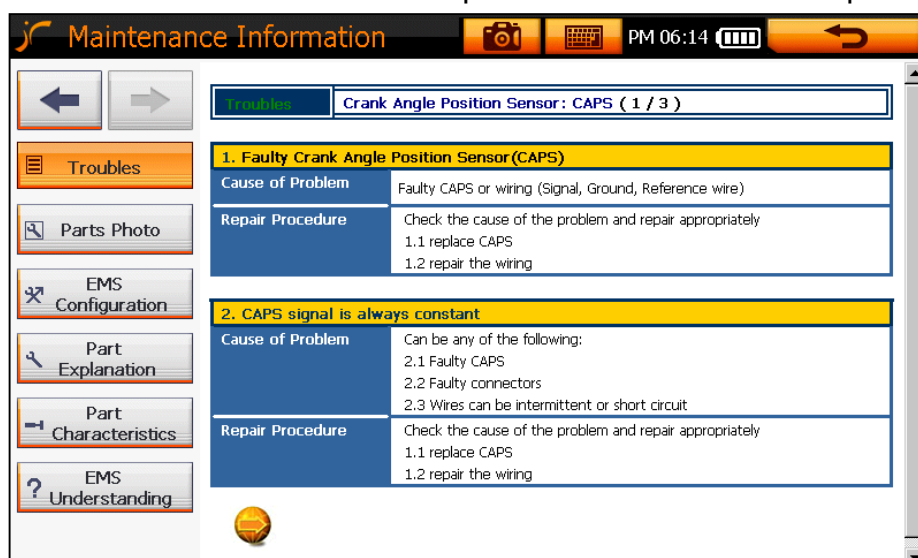 Maintenance Information
PM 06:14
Troubles
Parts Photo
EMS
Configuration
Part
Explanation
Part
Characteristics
? EMS
Understanding
Troubles Crank Angle Position Sensor: CAPS ( 1 / 3 )
1. Faulty Crank Angle Position Sensor(CAPS)
Cause of Problem Faulty CAPS or wiring (Signal, Ground, Reference wire)
Repair Procedure Check the cause of the problem and repair appropriately
1.1 replace CAPS
1.2 repair the wiring
2. CAPS signal is always constant
Cause of Problem Can be any of the following:
2.1 Faulty CAPS
2.2 Faulty connectors
2.3 Wires can be intermittent or short circuit
Repair Procedure Check the cause of the problem and repair appropriately
1.1 replace CAPS
1.2 repair the wiring